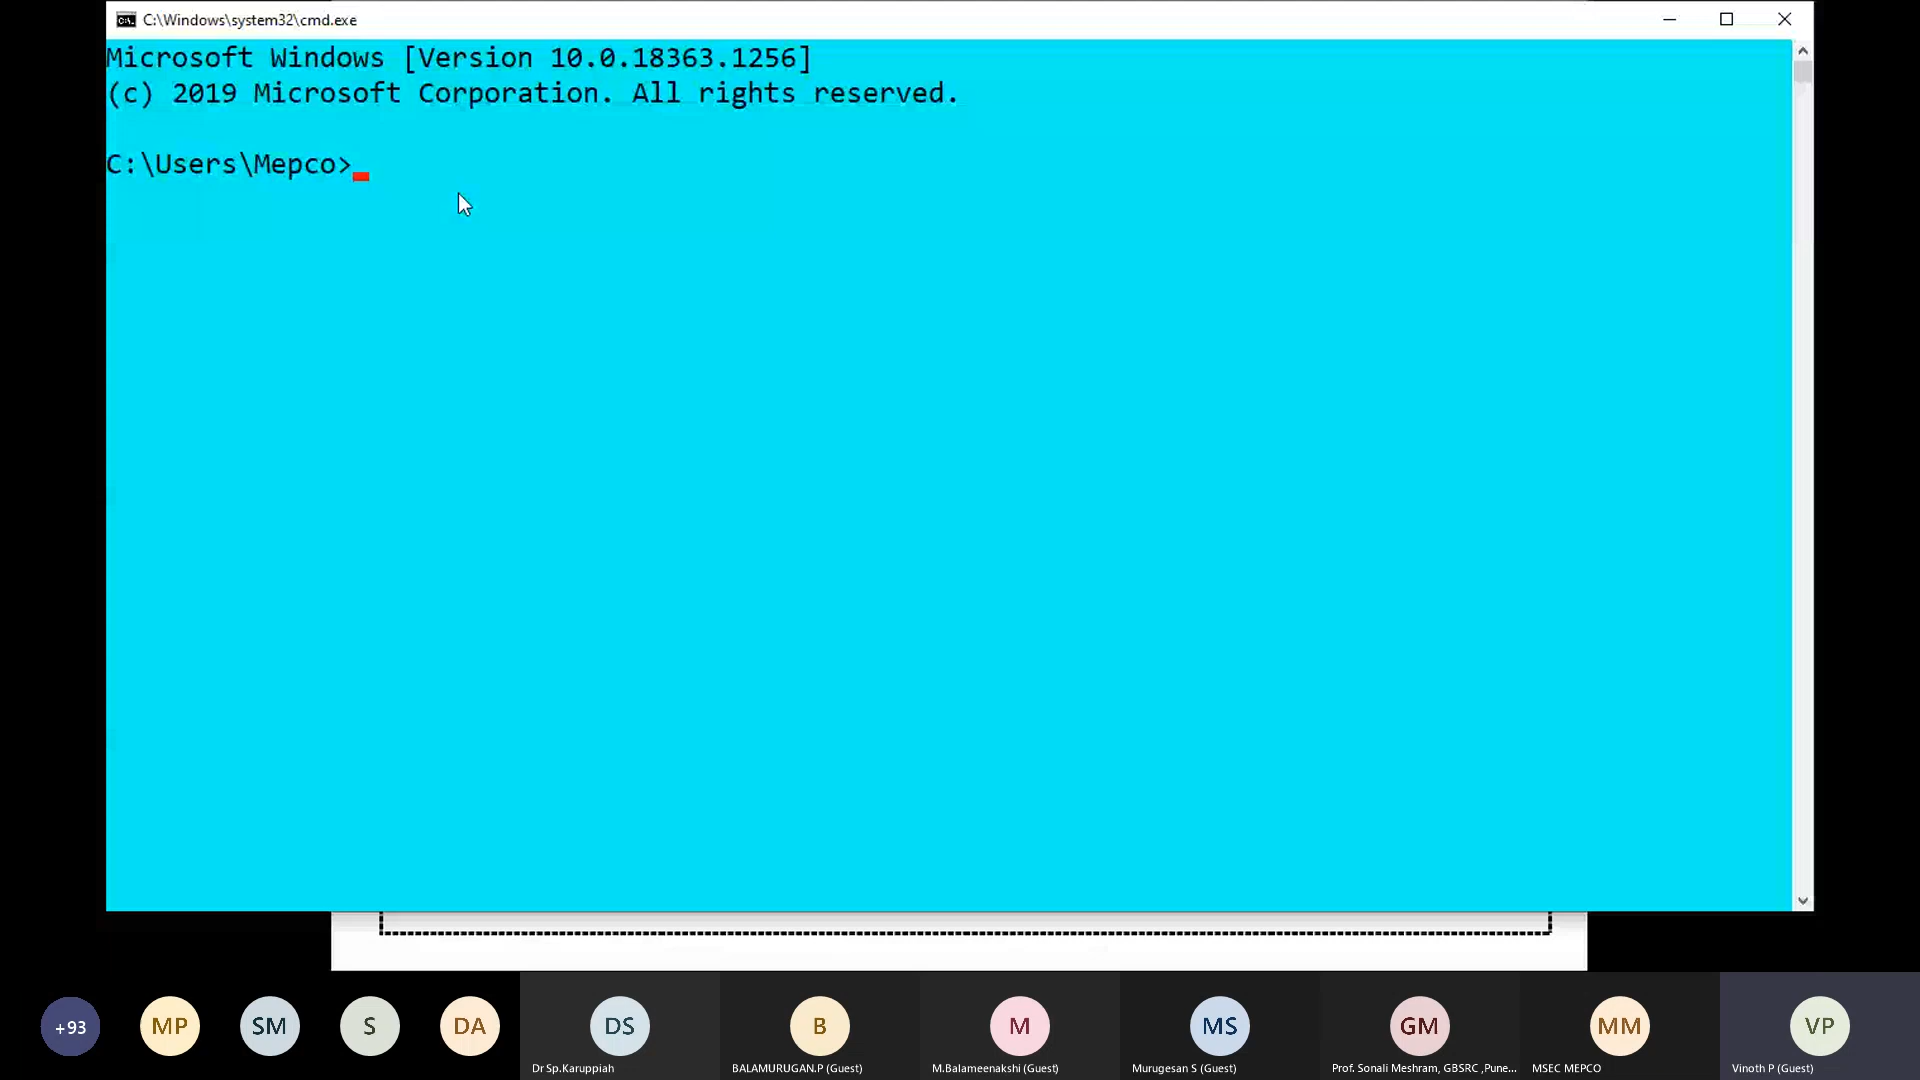 C:\Windows\system32\cmd.exe
Microsoft Windows [Version 10.0.18363.1256]
(c) 2019 Microsoft Corporation. All rights reserved.
C:\Users\Mepco>
+93
MP
SM
S
DA
DS
B
M
MS
GM
MM
VP
Dr Sp.Karuppiah
BALAMURUGAN.P (Guest)
M.Balameenakshi (Guest)
Murugesan S (Guest)
Prof. Sonali Meshram, GBSRC ,Pune...
MSEC MEPCO
Vinoth P (Guest)